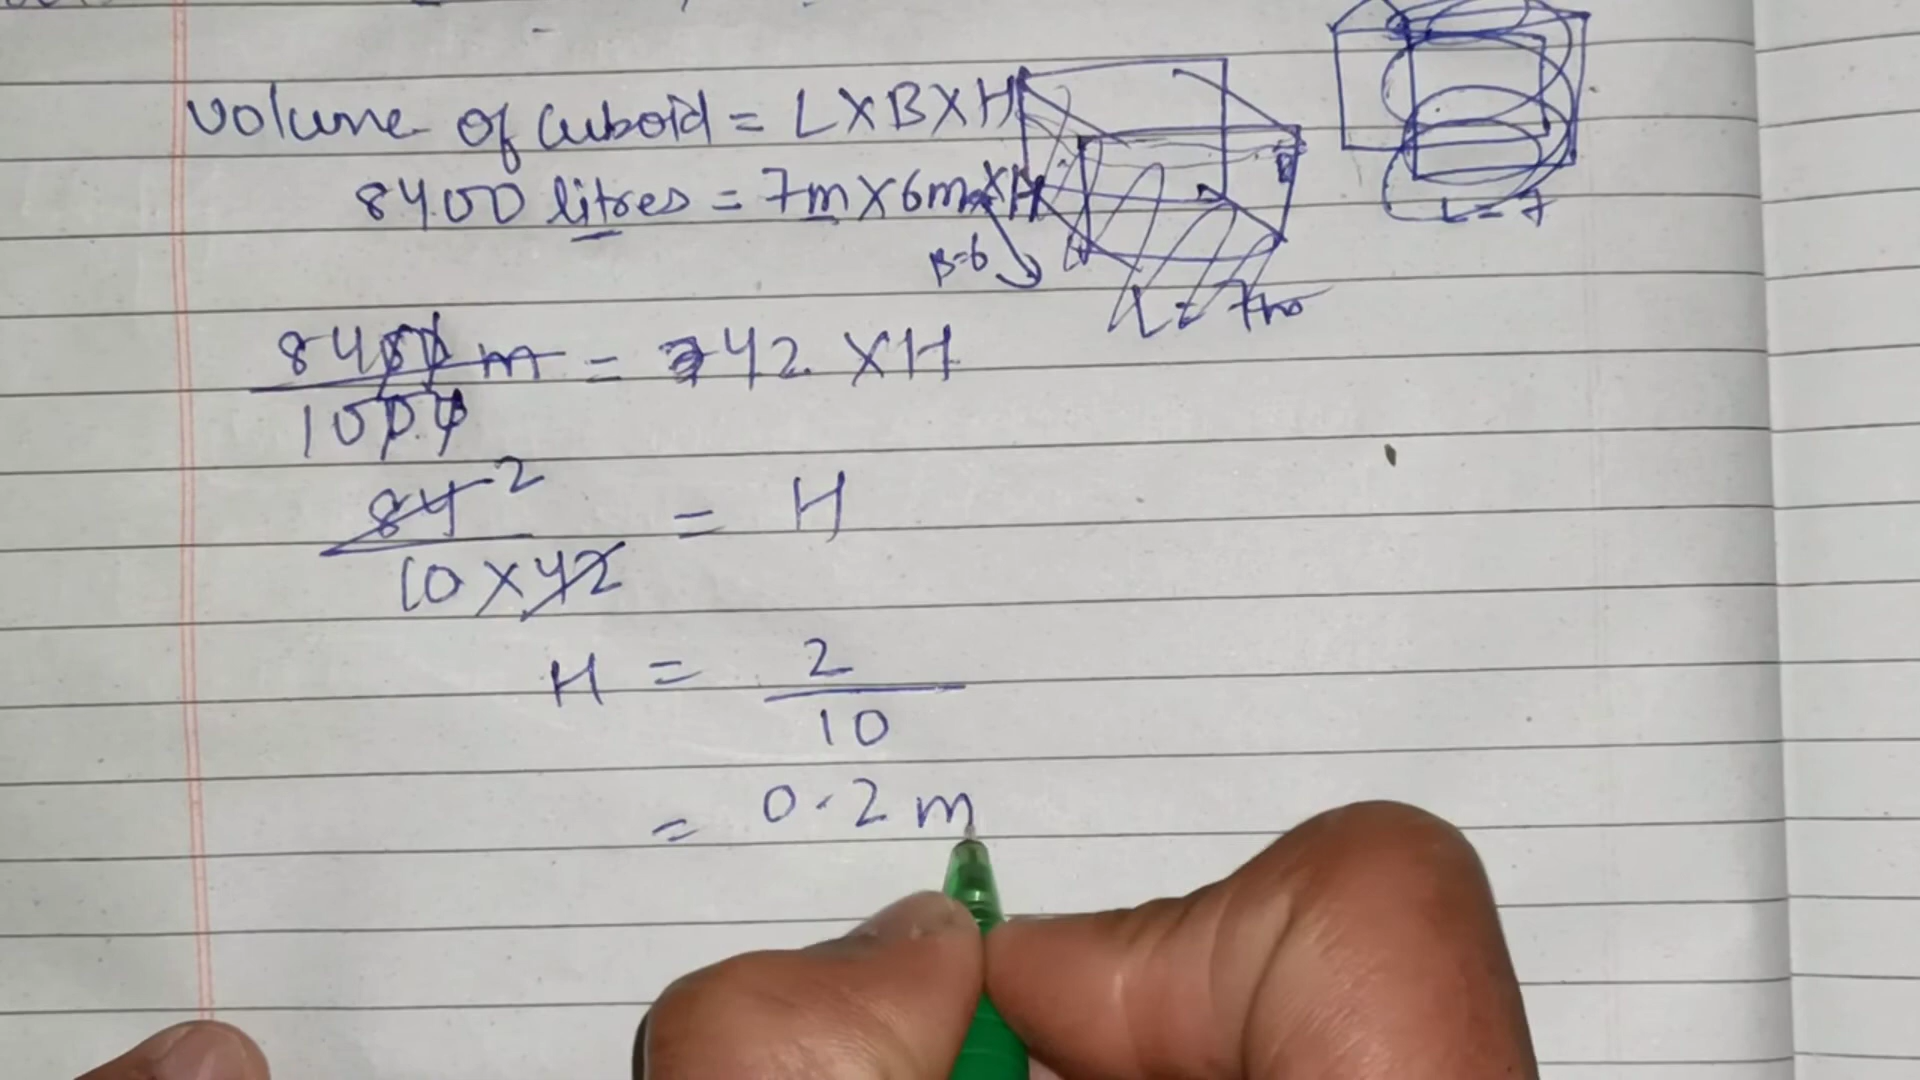 Volume of Cuboid = L X B X H
8400 litres = 7m X 6m X H
B=6
L = 7m
L = 7
8400 m = 42 X H
1000
84 2 = H
10 X 42
H = 2
10
= 0.2 m